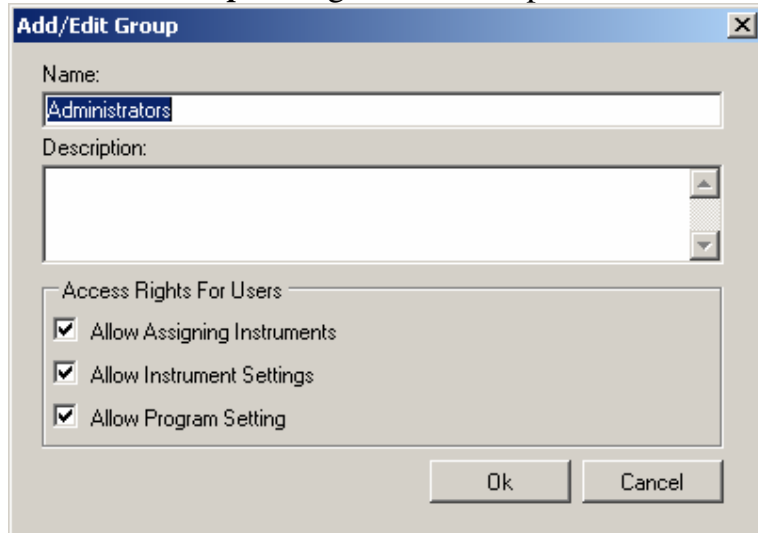 Add/Edit Group
Name:
Administrators
Description:
Access Rights For Users
Allow Assigning Instruments
Allow Instrument Settings
Allow Program Setting
Ok Cancel